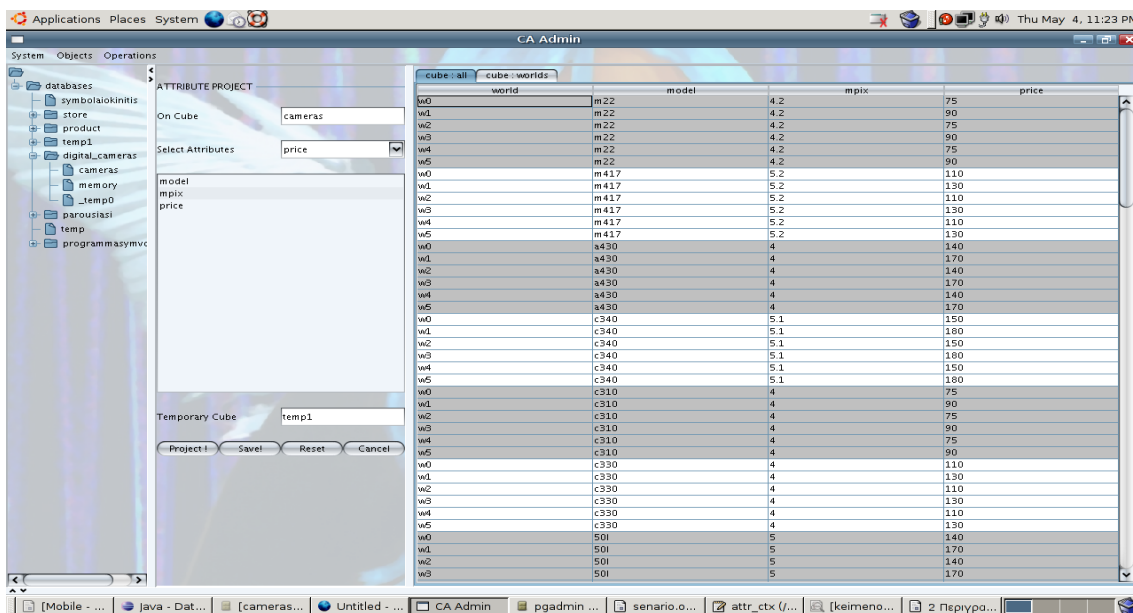 Applications Places System Thu May 4, 11:23 PM
CA Admin
System Objects Operations
databases
symbolaiokinitis
store
product
temp1
digital_cameras
cameras
memory
_temp0
parousiasi
temp
programmasymvo
ATTRIBUTE PROJECT
On Cube cameras
Select Attributes price
model
mpix
price
Temporary Cube temp1
Project ! Save! Reset Cancel
cube : all cube : worlds
world model mpix price
w0 m22 4.2 75
w1 m22 4.2 90
w2 m22 4.2 75
w3 m22 4.2 90
w4 m22 4.2 75
w5 m22 4.2 90
w0 m417 5.2 110
w1 m417 5.2 130
w2 m417 5.2 110
w3 m417 5.2 130
w4 m417 5.2 110
w5 m417 5.2 130
w0 a430 4 140
w1 a430 4 170
w2 a430 4 140
w3 a430 4 170
w4 a430 4 140
w5 a430 4 170
w0 c340 5.1 150
w1 c340 5.1 180
w2 c340 5.1 150
w3 c340 5.1 180
w4 c340 5.1 150
w5 c340 5.1 180
w0 c310 4 75
w1 c310 4 90
w2 c310 4 75
w3 c310 4 90
w4 c310 4 75
w5 c310 4 90
w0 c330 4 110
w1 c330 4 130
w2 c330 4 110
w3 c330 4 130
w4 c330 4 110
w5 c330 4 130
w0 50l 5 140
w1 50l 5 170
w2 50l 5 140
w3 50l 5 170
[Mobile - ... Java - Dat... [cameras... Untitled - ... CA Admin pgadmin ... senario.o... attr_ctx (/... [keimeno... 2 Περιγρα...